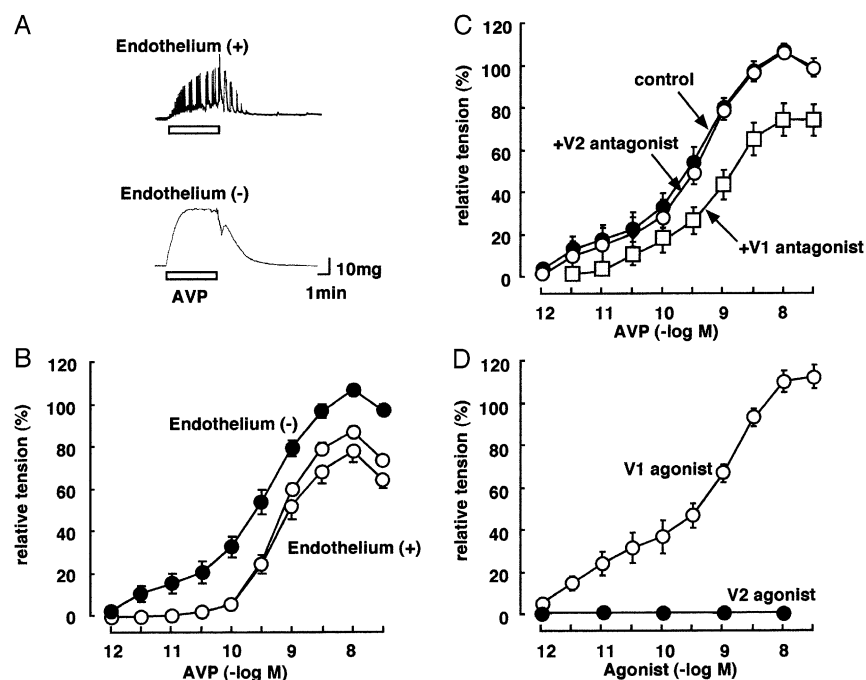 A
Endothelium (+)
Endothelium (-)
AVP
10mg
1min
B
relative tension (%)
120
100
80
60
40
20
0
Endothelium (-)
Endothelium (+)
12 11 10 9 8
AVP (-log M)
C
relative tension (%)
120
100
80
60
40
20
0
control
+V2 antagonist
+V1 antagonist
12 11 10 9 8
AVP (-log M)
D
relative tension (%)
120
100
80
60
40
20
0
V1 agonist
V2 agonist
12 11 10 9 8
Agonist (-log M)